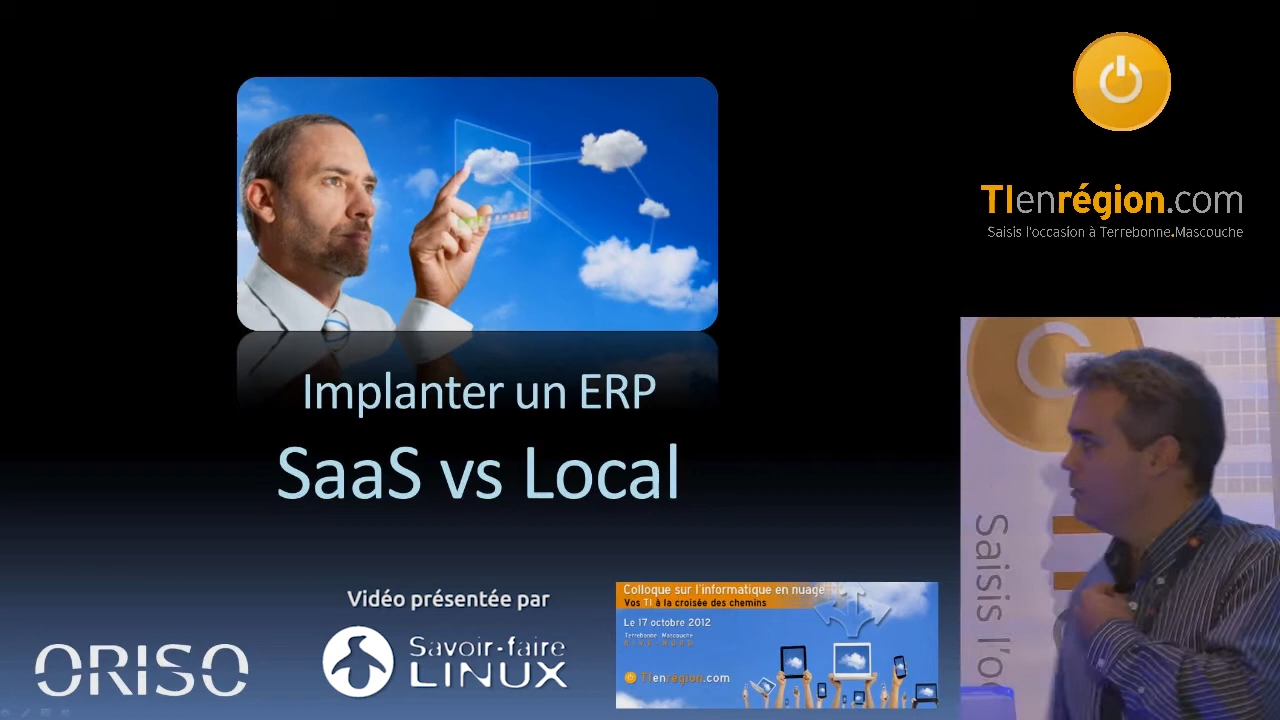 TIenrégion.com
Saisis l'occasion à Terrebonne.Mascouche
Implanter un ERP
SaaS vs Local
Saisis l'o
Vidéo présentée par
Savoir-faire
LINUX
ORISO
Colloque sur l'informatique en nuage
Vos TI à la croisée des chemins
Le 17 octobre 2012
Terrebonne.Mascouche
TIenrégion.com